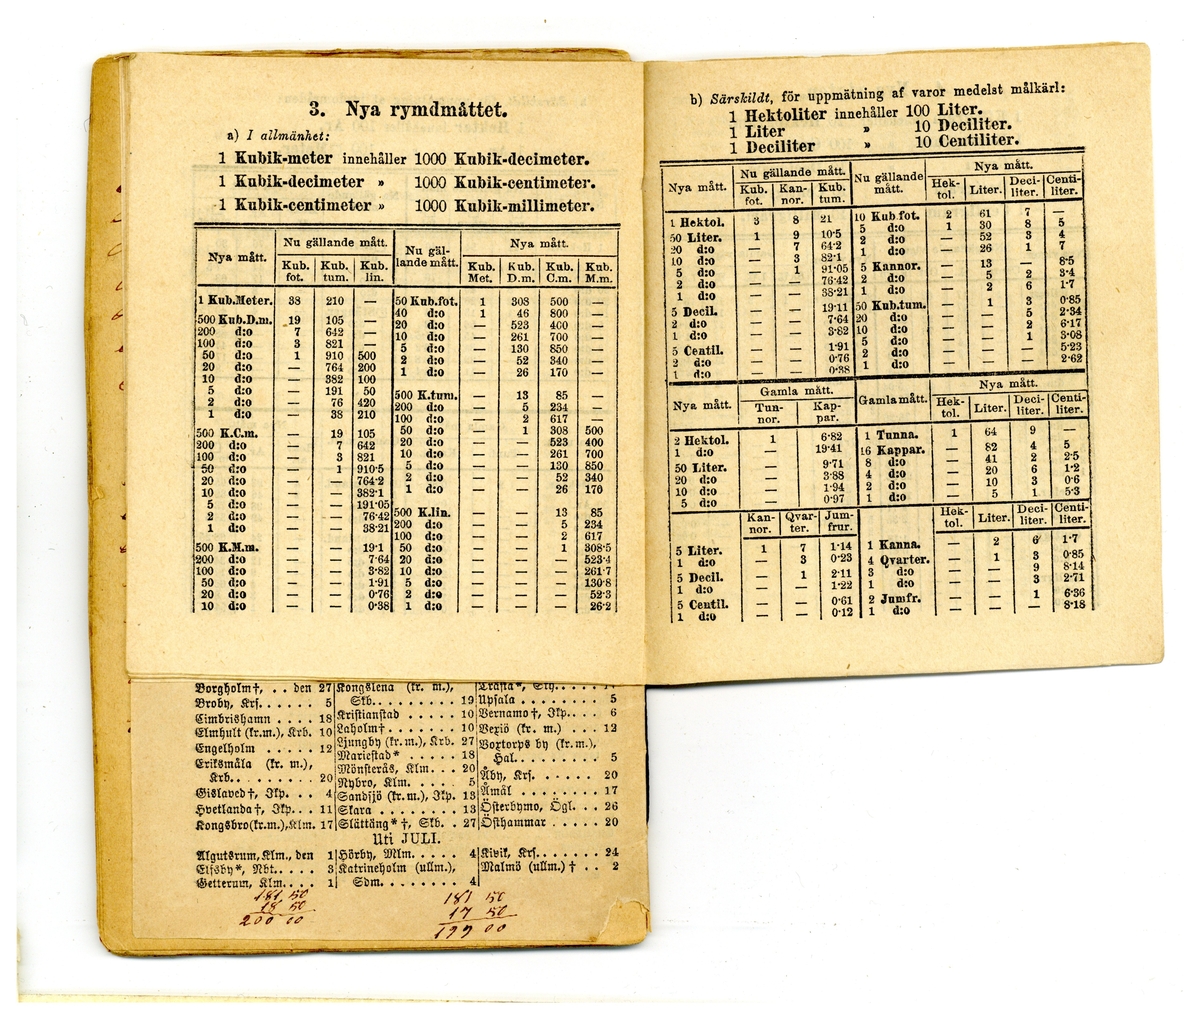 3. Nya rymdmåttet.
a) I allmänhet:
1 Kubik-meter innehåller 1000 Kubik-decimeter.
1 Kubik-decimeter » 1000 Kubik-centimeter.
1 Kubik-centimeter » 1000 Kubik-millimeter.
Nya mått. Nu gällande mått. Nu gäl-lande mått. Nya mått.
Kub. fot. Kub. tum. Kub. lin. Kub. Met. Kub. D.m. Kub. C.m. Kub. M.m.
1 Kub.Meter. 38 210 — 50 Kub.fot. 1 308 500 —
40 d:o 1 46 800 —
500 Kub.D.m. 19 105 — 20 d:o — 523 400 —
200 d:o 7 642 — 10 d:o — 261 700 —
100 d:o 3 821 — 5 d:o — 130 850 —
50 d:o 1 910 500 2 d:o — 52 340 —
20 d:o — 764 200 1 d:o — 26 170 —
10 d:o — 382 100
5 d:o — 191 50 500 K.tum. — 13 85 —
2 d:o — 76 420 200 d:o — 5 234 —
1 d:o — 38 210 100 d:o — 2 617 —
500 K.C.m. — 19 105 50 d:o — 1 308 500
200 d:o — 7 642 20 d:o — — 523 400
100 d:o — 3 821 10 d:o — — 261 700
50 d:o — 1 910·5 5 d:o — — 130 850
20 d:o — — 764·2 2 d:o — — 52 340
10 d:o — — 382·1 1 d:o — — 26 170
5 d:o — — 191·05
2 d:o — — 76·42 500 K.lin. — — 13 85
1 d:o — — 38·21 200 d:o — — 5 234
100 d:o — — 2 617
500 K.M.m. — — 19·1 50 d:o — — 1 308·5
200 d:o — — 7·64 20 d:o — — — 523·4
100 d:o — — 3·82 10 d:o — — — 261·7
50 d:o — — 1·91 5 d:o — — — 130·8
20 d:o — — 0·76 2 d:o — — — 52·3
10 d:o — — 0·38 1 d:o — — — 26·2
b) Särskildt, för uppmätning af varor medelst målkärl:
1 Hektoliter innehåller 100 Liter.
1 Liter » 10 Deciliter.
1 Deciliter » 10 Centiliter.
Nya mått. Nu gällande mått. Nu gällande mått. Nya mått.
Kub. fot. Kan-nor. Kub. tum. Hek-tol. Liter. Deci-liter. Centi-liter.
1 Hektol. 3 8 21 10 Kub.fot. 2 61 7 —
50 Liter. 1 9 10·5 5 d:o 1 30 8 5
20 d:o — 7 64·2 2 d:o — 52 3 4
10 d:o — 3 82·1 1 d:o — 26 1 7
5 d:o — 1 91·05 5 Kannor. — 13 — 8·5
2 d:o — — 76·42 2 d:o — 5 2 3·4
1 d:o — — 38·21 1 d:o — 2 6 1·7
5 Decil. — — 19·11 50 Kub.tum. — 1 3 0·85
2 d:o — — 7·64 20 d:o — — 5 2·34
1 d:o — — 3·82 10 d:o — — 2 6·17
5 Centil. — — 1·91 5 d:o — — 1 3·08
2 d:o — — 0·76 2 d:o — — — 5·23
1 d:o — — 0·38 1 d:o — — — 2·62
Nya mått. Gamla mått. Gamla mått. Nya mått.
Tun-nor. Kap-par. Hek-tol. Liter. Deci-liter. Centi-liter.
2 Hektol. 1 6·82 1 Tunna. 1 64 9 —
1 d:o — 19·41 16 Kappar. — 82 4 5
50 Liter. — 9·71 8 d:o — 41 2 2·5
20 d:o — 3·88 4 d:o — 20 6 1·2
10 d:o — 1·94 2 d:o — 10 3 0·6
5 d:o — 0·97 1 d:o — 5 1 5·3
Kan-nor. Qvar-ter. Jum-frur. Hek-tol. Liter. Deci-liter. Centi-liter.
5 Liter. 1 7 1·14 1 Kanna. — 2 6 1·7
1 d:o — 3 0·23 4 Qvarter. — 1 3 0·85
5 Decil. — 1 2·11 3 d:o — — 9 8·14
1 d:o — — 1·22 1 d:o — — 3 2·71
5 Centil. — — 0·61 2 Jumfr. — — 1 6·36
1 d:o — — 0·12 1 d:o — — — 8·18
Borgholm†, . . den 27
Broby, Krs. . . . . . 5
Cimbrishamn . . . . 18
Elmhult (kr.m.), Krb. 10
Engelholm . . . . . 12
Eriksmåla (kr. m.),
Krb. . . . . . . . 20
Gislaved†, Jkp. . . 4
Hvetlanda†, Jkp. . . 11
Kongsbro(kr.m.),Klm. 17
Kongslena (kr. m.),
Skb. . . . . . . . 19
Kristianstad . . . . . 10
Laholm† . . . . . . 10
Ljungby (kr.m.), Krb. 27
Mariestad* . . . . . 18
Mönsterås, Klm. . . 20
Nybro, Klm. . . . . 5
Sandsjö (kr.m.), Jkp. 13
Skara . . . . . . . 13
Slättäng*†, Skb. . . 27
Upsala . . . . . . . 5
Vernamo†, Jkp. . . . 6
Vexiö (kr. m.) . . . 12
Voxtorps by (kr.m.),
Hal. . . . . . . . 5
Åby, Krs. . . . . . 20
Åmål . . . . . . . 17
Österbymo, Ögl. . . 26
Östhammar . . . . . 20
Uti JULI.
Algutsrum, Klm., den 1
Elfsby*, Nbt. . . . . 3
Getterum, Klm. . . . 1
Hörby, Mlm. . . . . 4
Katrineholm (ullm.),
Sdm. . . . . . . . 4
Kivik, Krs. . . . . . 24
Malmö (ullm.) † . . 2
181 50
18 50
200 00
181 50
17 50
199 00